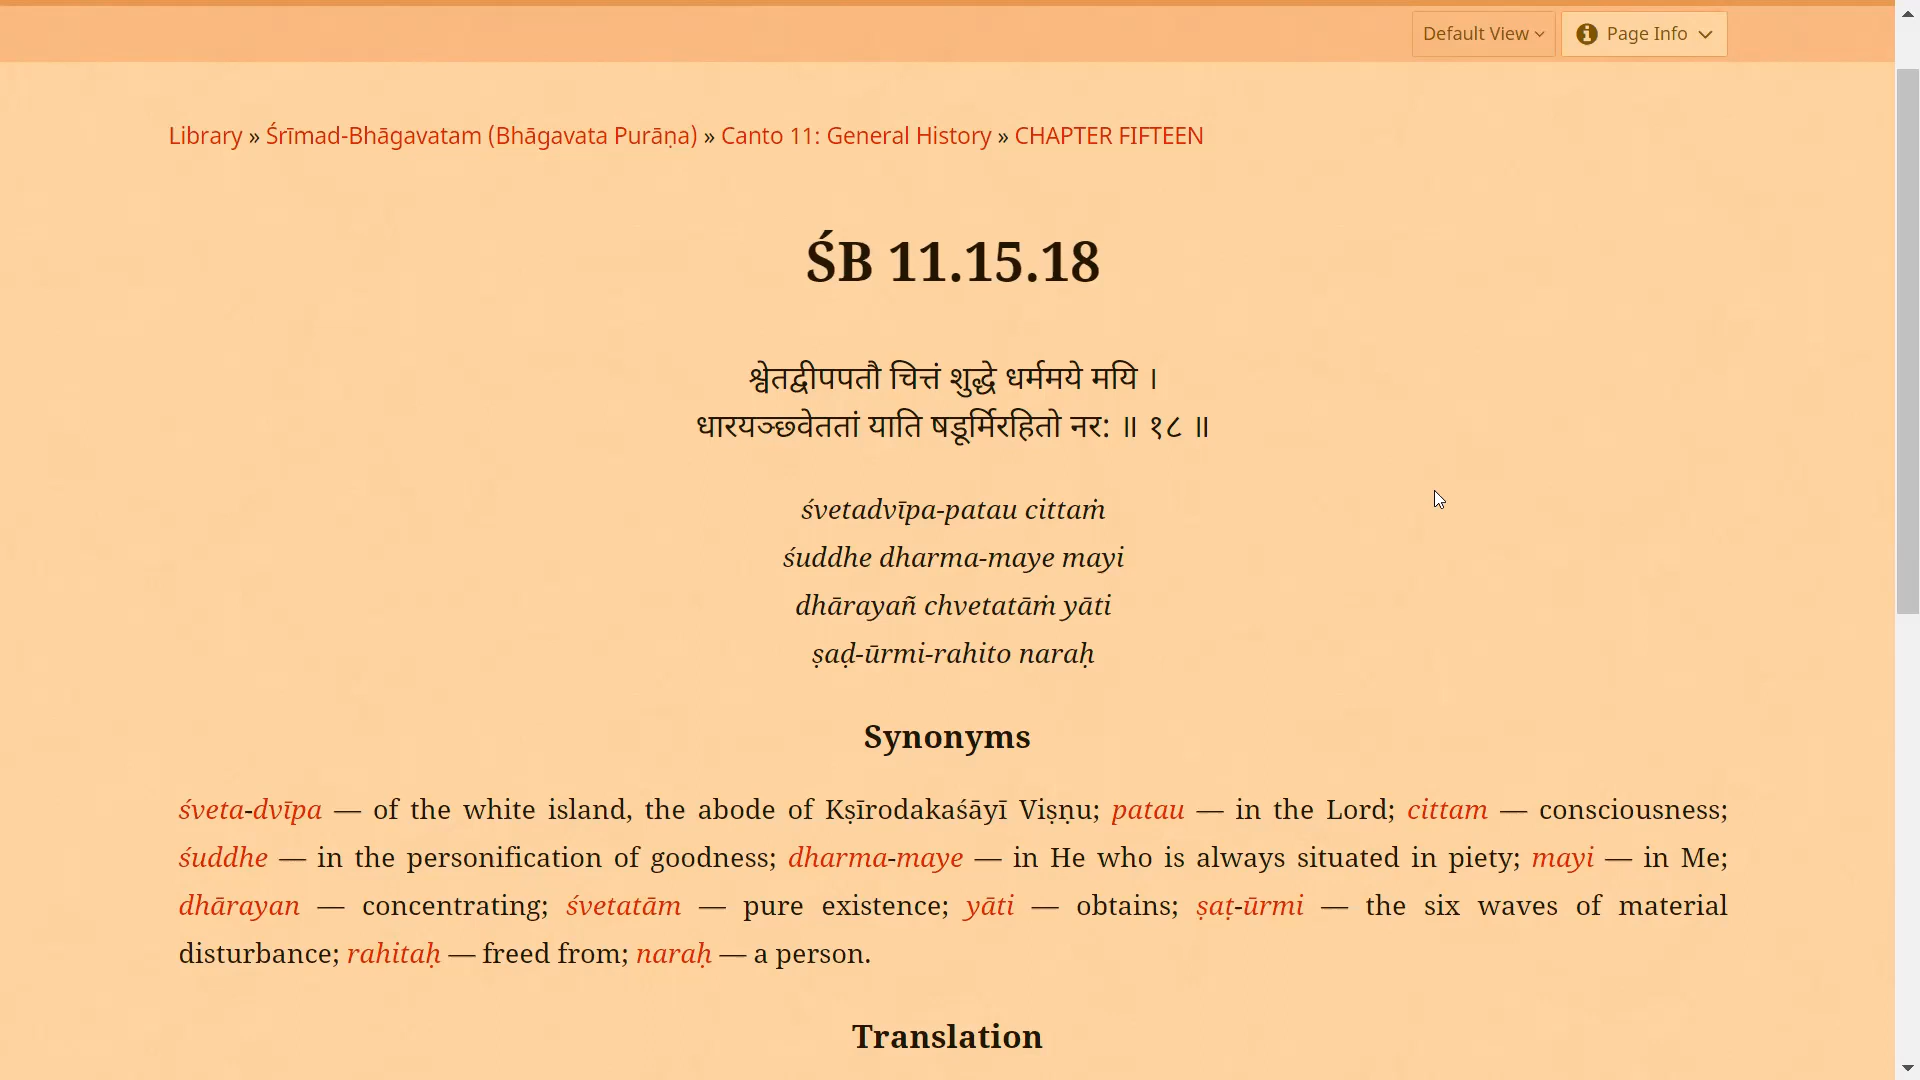 Default View
Page Info
Library » Śrīmad-Bhāgavatam (Bhāgavata Purāṇa) » Canto 11: General History » CHAPTER FIFTEEN
ŚB 11.15.18
श्वेतद्वीपपतौ चित्तं शुद्धे धर्ममये मयि ।
धारयञ्छ्वेततां याति षडूर्मिरहितो नर: ॥ १८ ॥
śvetadvīpa-patau cittaṁ
śuddhe dharma-maye mayi
dhārayañ chvetatāṁ yāti
ṣaḍ-ūrmi-rahito naraḥ
Synonyms
śveta-dvīpa — of the white island, the abode of Kṣīrodakaśāyī Viṣṇu; patau — in the Lord; cittam — consciousness;
śuddhe — in the personification of goodness; dharma-maye — in He who is always situated in piety; mayi — in Me;
dhārayan — concentrating; śvetatām — pure existence; yāti — obtains; ṣaṭ-ūrmi — the six waves of material
disturbance; rahitaḥ — freed from; naraḥ — a person.
Translation